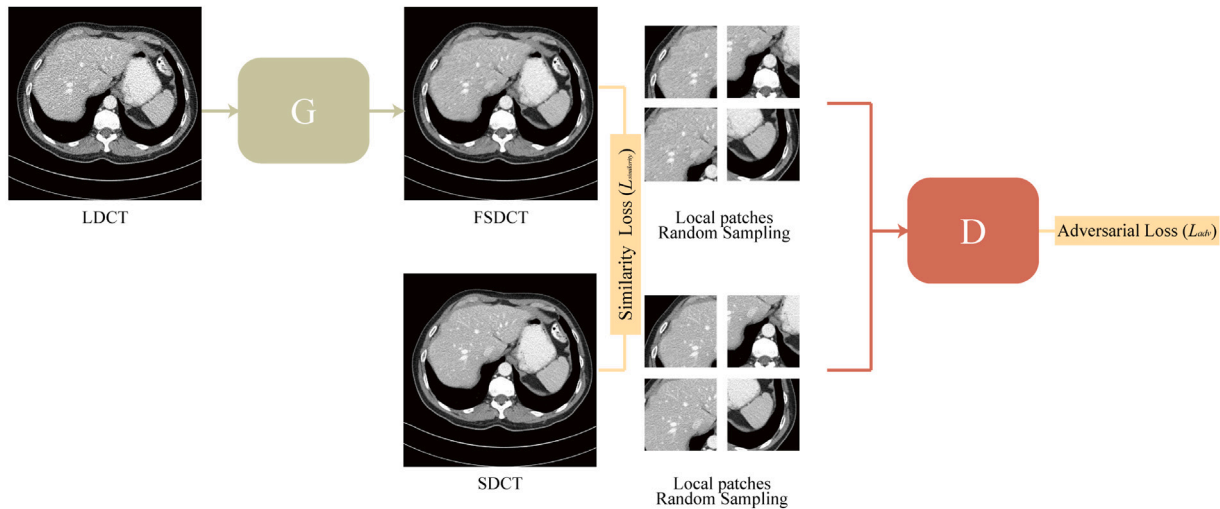 G
LDCT
FSDCT
Similarity Loss (Lsimilarity)
Local patches
Random Sampling
D
Adversarial Loss (Ladv)
SDCT
Local patches
Random Sampling